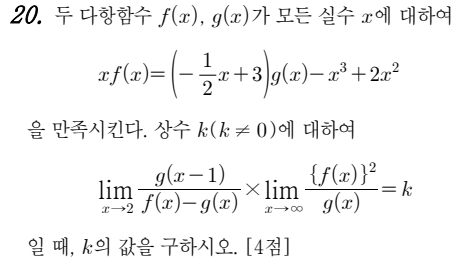 20. 두 다항함수 f(x), g(x)가 모든 실수 x에 대하여
xf(x)=(-1/2x+3)g(x)-x³+2x²
을 만족시킨다. 상수 k(k≠0)에 대하여
lim_{x→2} g(x-1)/{f(x)-g(x)} × lim_{x→∞} {f(x)}²/g(x) = k
일 때, k의 값을 구하시오. [4점]